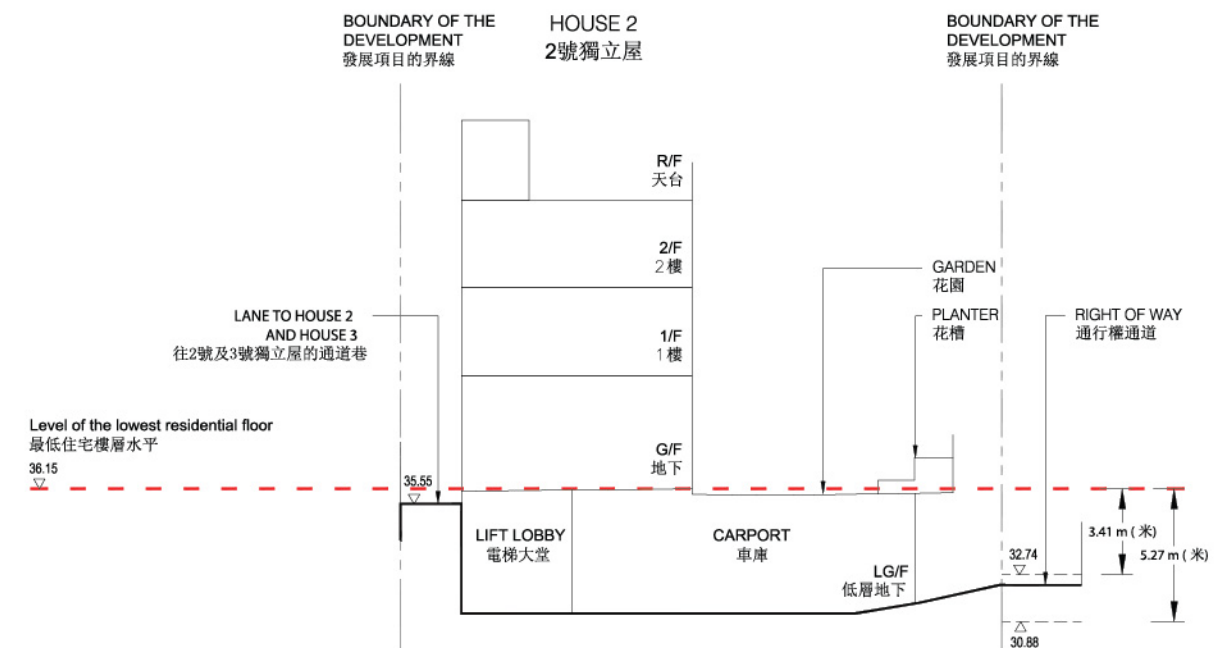 BOUNDARY OF THE
DEVELOPMENT
發展項目的界線
HOUSE 2
2號獨立屋
BOUNDARY OF THE
DEVELOPMENT
發展項目的界線
R/F
天台
2/F
2樓
GARDEN
花園
LANE TO HOUSE 2
AND HOUSE 3
往2號及3號獨立屋的通道巷
PLANTER
花槽
RIGHT OF WAY
通行權通道
1/F
1樓
Level of the lowest residential floor
最低住宅樓層水平
36.15
G/F
地下
35.55
LIFT LOBBY
電梯大堂
CARPORT
車庫
3.41 m ( 米)
32.74
5.27 m ( 米)
LG/F
低層地下
30.88